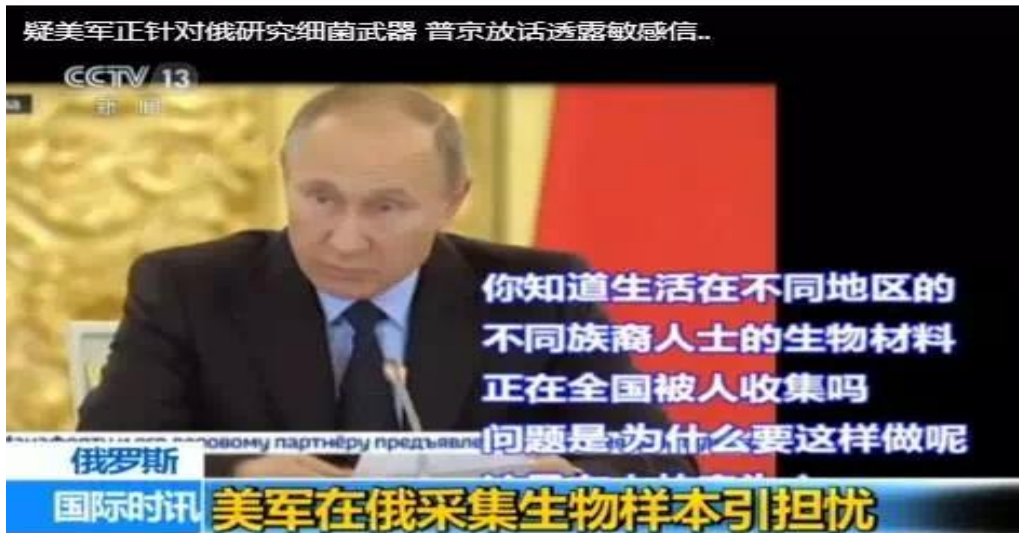 疑美军正针对俄研究细菌武器 普京放话透露敏感信..
CCTV 13
新闻
你知道生活在不同地区的
不同族裔人士的生物材料
正在全国被人收集吗
问题是 为什么要这样做呢
партнёру предъявле
俄罗斯
国际时讯
美军在俄采集生物样本引担忧